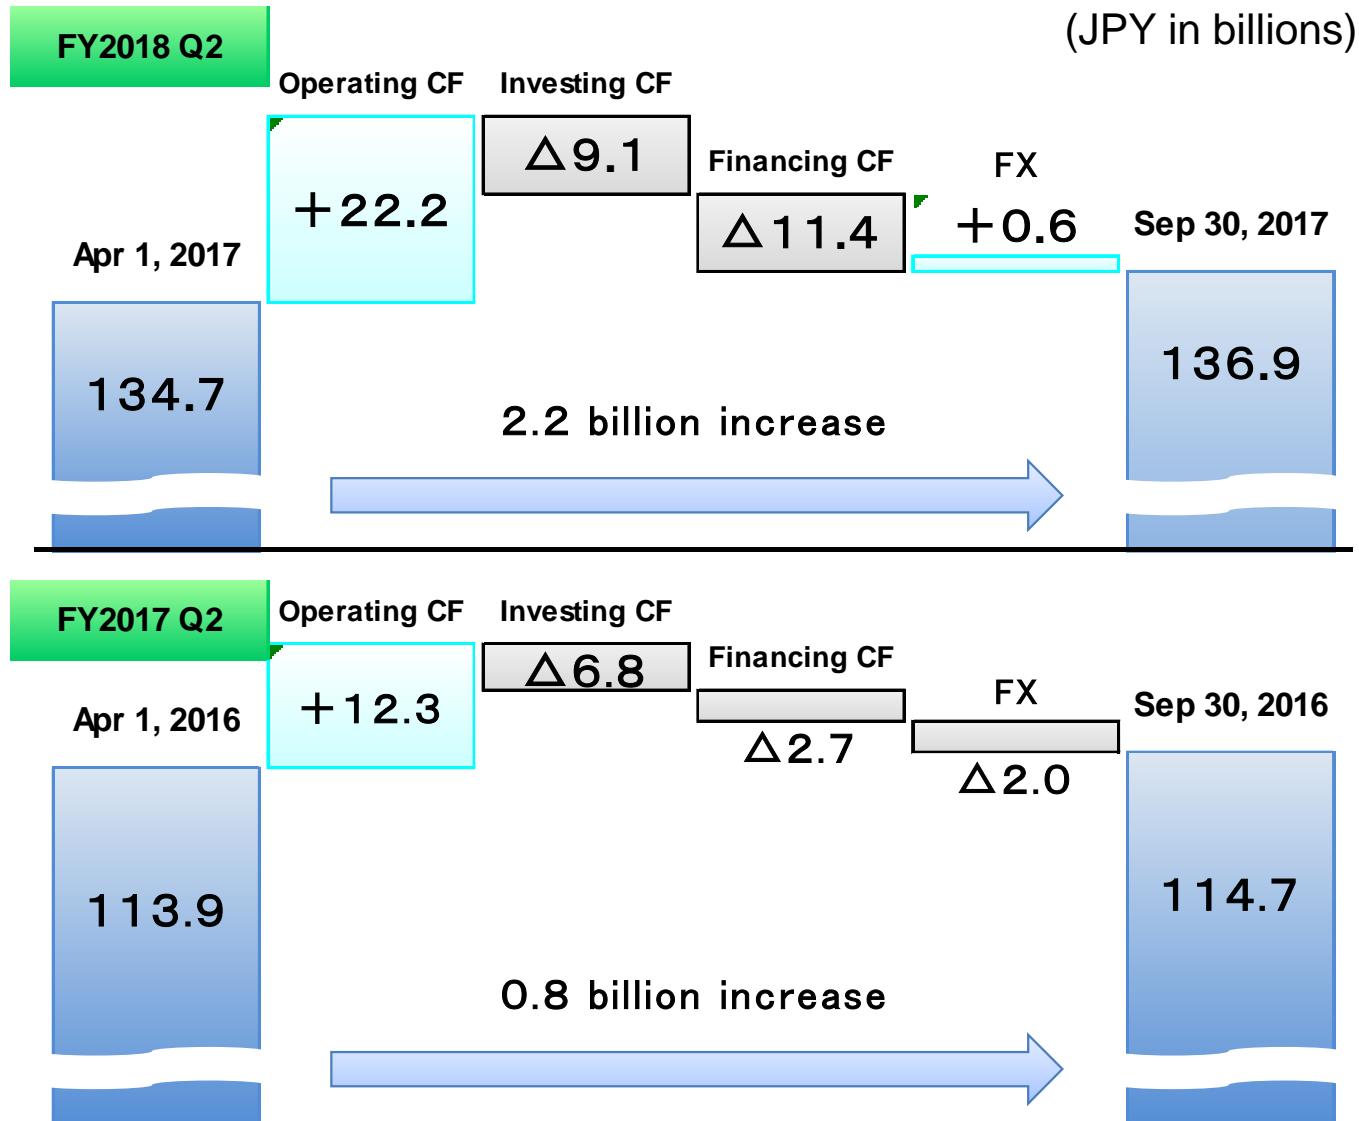 FY2018 Q2
(JPY in billions)
Operating CF
Investing CF
△9.1
Financing CF
FX
+22.2
△11.4
+0.6
Sep 30, 2017
Apr 1, 2017
134.7
136.9
2.2 billion increase
FY2017 Q2
Operating CF
Investing CF
△6.8
Financing CF
FX
Apr 1, 2016
+12.3
Sep 30, 2016
△2.7
△2.0
113.9
114.7
0.8 billion increase